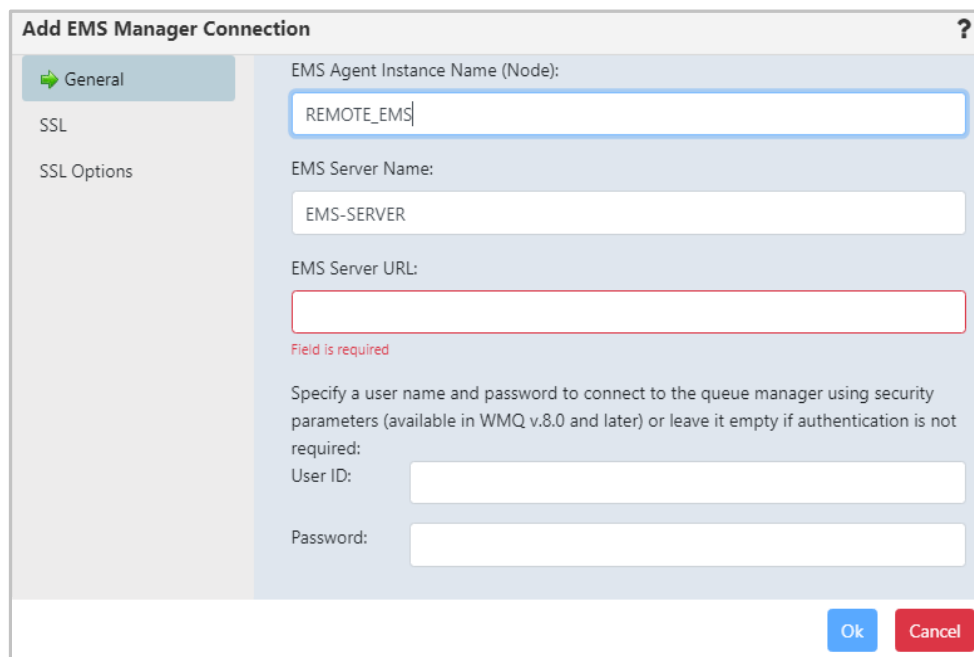 Add EMS Manager Connection ?
General
SSL
SSL Options
EMS Agent Instance Name (Node):
REMOTE_EMS
EMS Server Name:
EMS-SERVER
EMS Server URL:
Field is required
Specify a user name and password to connect to the queue manager using security
parameters (available in WMQ v.8.0 and later) or leave it empty if authentication is not
required:
User ID:
Password:
Ok Cancel